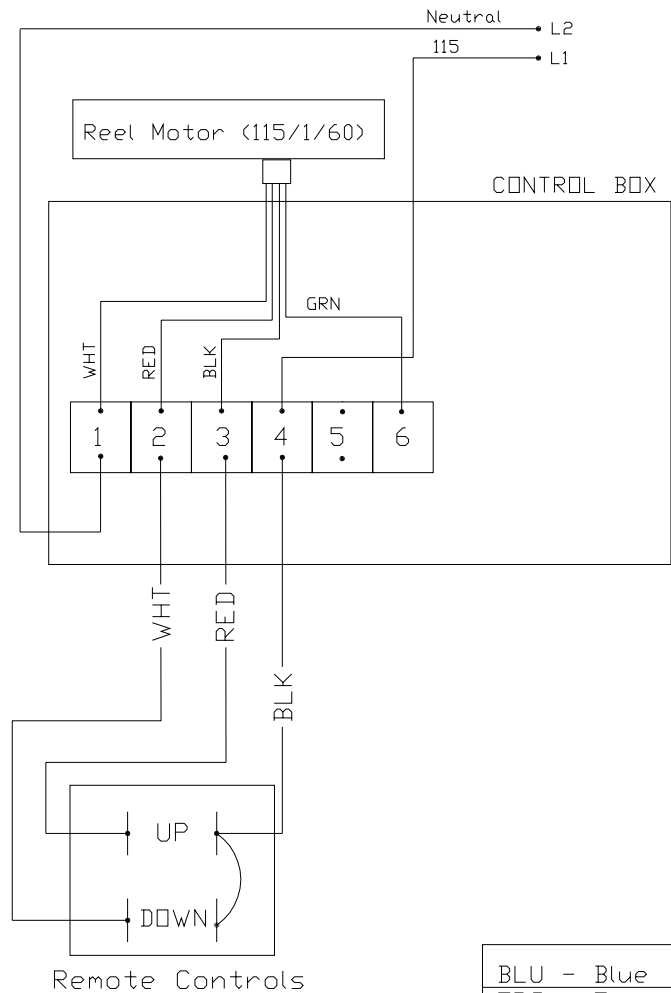 Neutral
L2
115
L1
Reel Motor (115/1/60)
CONTROL BOX
GRN
WHT
RED
BLK
1 2 3 4 5 6
WHT
RED
BLK
UP
DOWN
Remote Controls
BLU - Blue